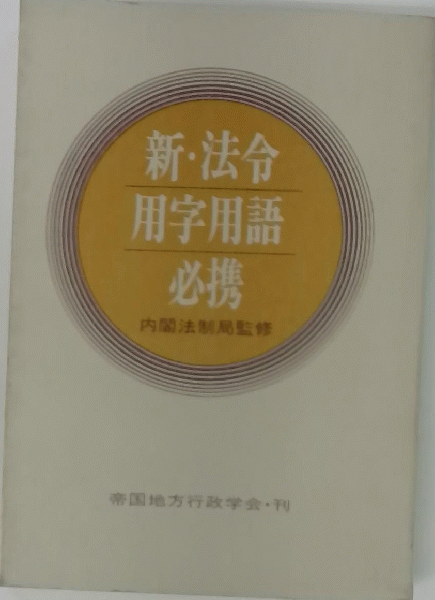 新・法令
用字用語
必携
内閣法制局監修
帝国地方行政学会・刊